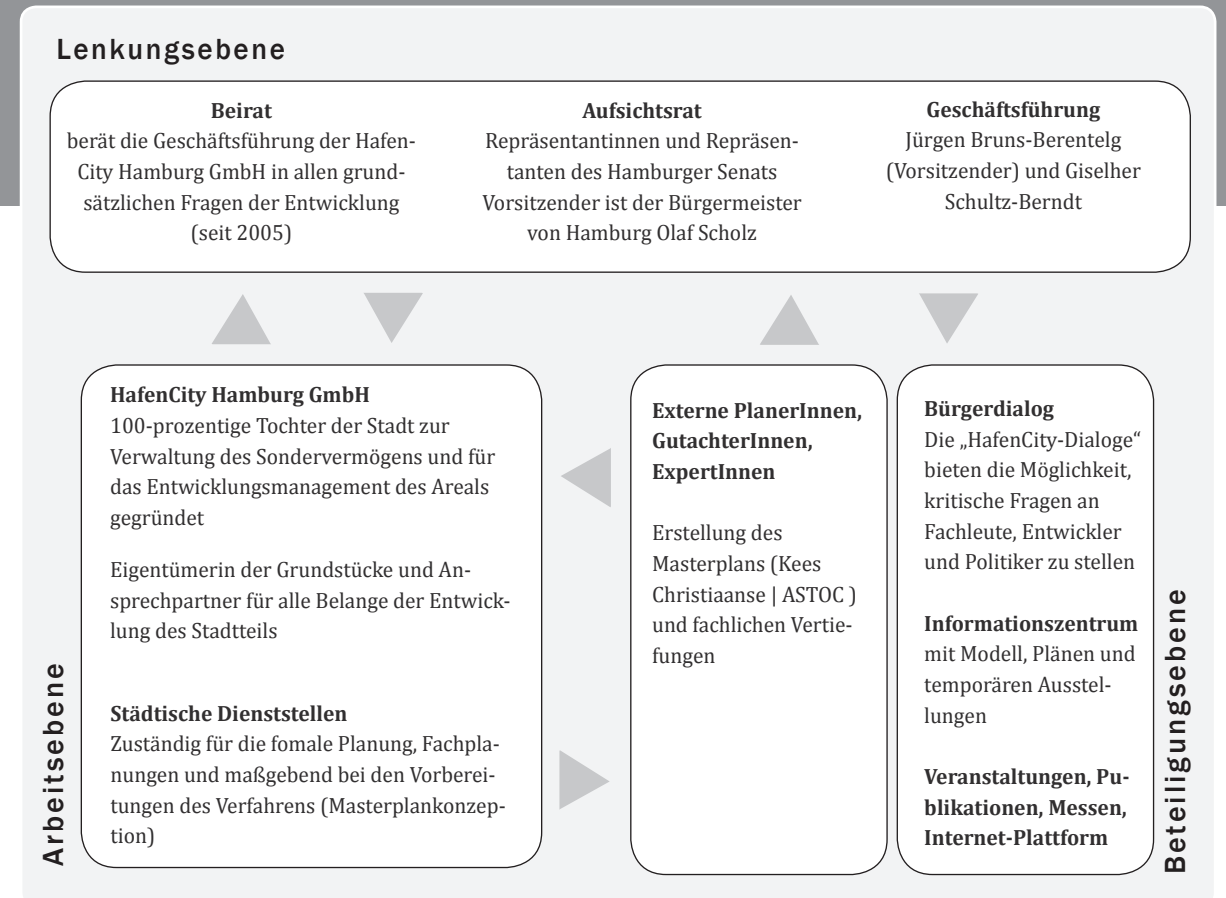 Lenkungsebene
Beirat
berät die Geschäftsführung der Hafen-
City Hamburg GmbH in allen grund-
sätzlichen Fragen der Entwicklung
(seit 2005)
Aufsichtsrat
Repräsentantinnen und Repräsen-
tanten des Hamburger Senats
Vorsitzender ist der Bürgermeister
von Hamburg Olaf Scholz
Geschäftsführung
Jürgen Bruns-Berentelg
(Vorsitzender) und Giselher
Schultz-Berndt
Arbeitsebene
HafenCity Hamburg GmbH
100-prozentige Tochter der Stadt zur
Verwaltung des Sondervermögens und für
das Entwicklungsmanagement des Areals
gegründet
Eigentümerin der Grundstücke und An-
sprechpartner für alle Belange der Entwick-
lung des Stadtteils
Städtische Dienststellen
Zuständig für die fomale Planung, Fachpla-
nungen und maßgebend bei den Vorberei-
tungen des Verfahrens (Masterplankonzep-
tion)
Externe PlanerInnen,
GutachterInnen,
ExpertInnen
Erstellung des
Masterplans (Kees
Christiaanse | ASTOC )
und fachlichen Vertie-
fungen
Bürgerdialog
Die „HafenCity-Dialoge“
bieten die Möglichkeit,
kritische Fragen an
Fachleute, Entwickler
und Politiker zu stellen
Informationszentrum
mit Modell, Plänen und
temporären Ausstel-
lungen
Veranstaltungen, Pu-
blikationen, Messen,
Internet-Plattform
Beteiligungsebene